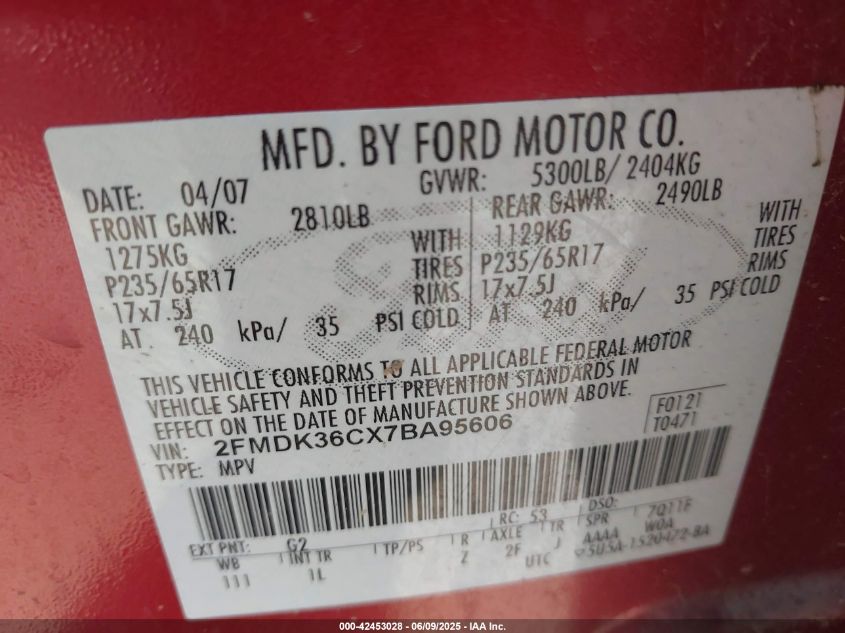 MFD. BY FORD MOTOR CO.
DATE: 04/07 GVWR: 5300LB/ 2404KG
FRONT GAWR: 2810LB REAR GAWR: 2490LB
1275KG WITH 1129KG WITH
P235/65R17 TIRES P235/65R17 TIRES
17x7.5J RIMS 17x7.5J RIMS
AT 240 kPa/ 35 PSI COLD AT 240 kPa/ 35 PSI COLD
THIS VEHICLE CONFORMS TO ALL APPLICABLE FEDERAL MOTOR
VEHICLE SAFETY AND THEFT PREVENTION STANDARDS IN
EFFECT ON THE DATE OF MANUFACTURE SHOWN ABOVE.
VIN: 2FMDK36CX7BA95606 F0121
TYPE: MPV T0471
EXT PNT: G2 RC: 53 DSO:
WB INT TR TP/PS R AXLE TR SPR 7Q11F
111 1L Z 2F J AAAA W0A
UTC
000-42453028 | 06/09/2025 | IAA Inc.